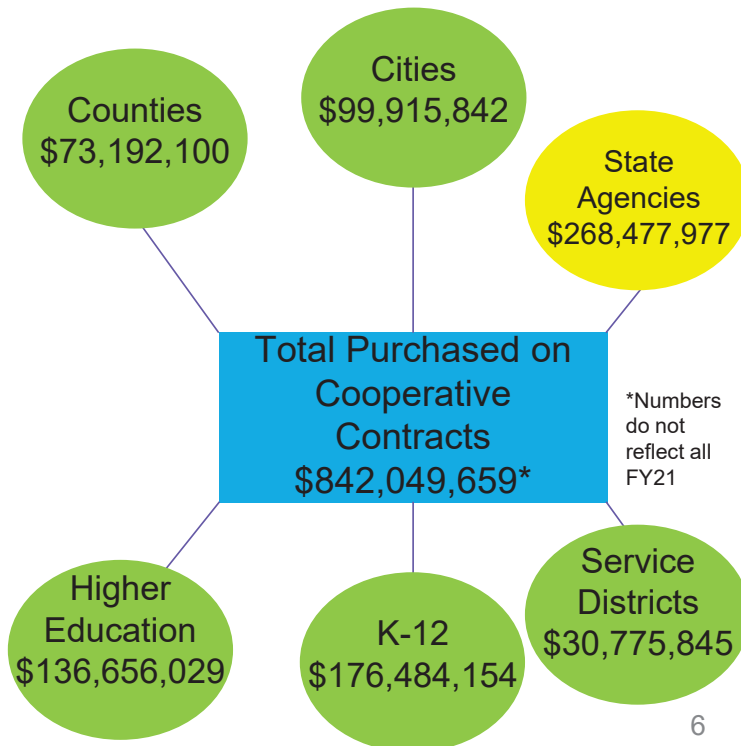 Counties
$73,192,100
Cities
$99,915,842
State
Agencies
$268,477,977
Total Purchased on
Cooperative
Contracts
$842,049,659*
*Numbers
do not
reflect all
FY21
Higher
Education
$136,656,029
K-12
$176,484,154
Service
Districts
$30,775,845
6